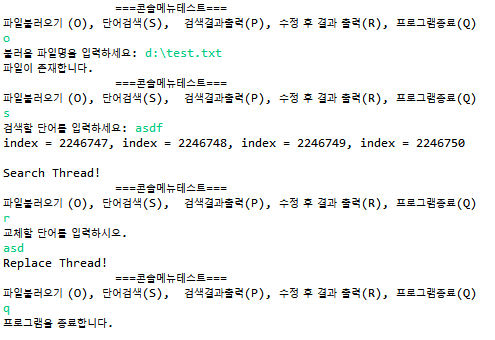 ===콘솔메뉴테스트===
파일불러오기 (O), 단어검색(S), 검색결과출력(P), 수정 후 결과 출력(R), 프로그램종료(Q)
o
불러올 파일명을 입력하세요: d:\test.txt
파일이 존재합니다.
===콘솔메뉴테스트===
파일불러오기 (O), 단어검색(S), 검색결과출력(P), 수정 후 결과 출력(R), 프로그램종료(Q)
s
검색할 단어를 입력하세요: asdf
index = 2246747, index = 2246748, index = 2246749, index = 2246750
Search Thread!
===콘솔메뉴테스트===
파일불러오기 (O), 단어검색(S), 검색결과출력(P), 수정 후 결과 출력(R), 프로그램종료(Q)
r
교체할 단어를 입력하시오.
asd
Replace Thread!
===콘솔메뉴테스트===
파일불러오기 (O), 단어검색(S), 검색결과출력(P), 수정 후 결과 출력(R), 프로그램종료(Q)
q
프로그램을 종료합니다.